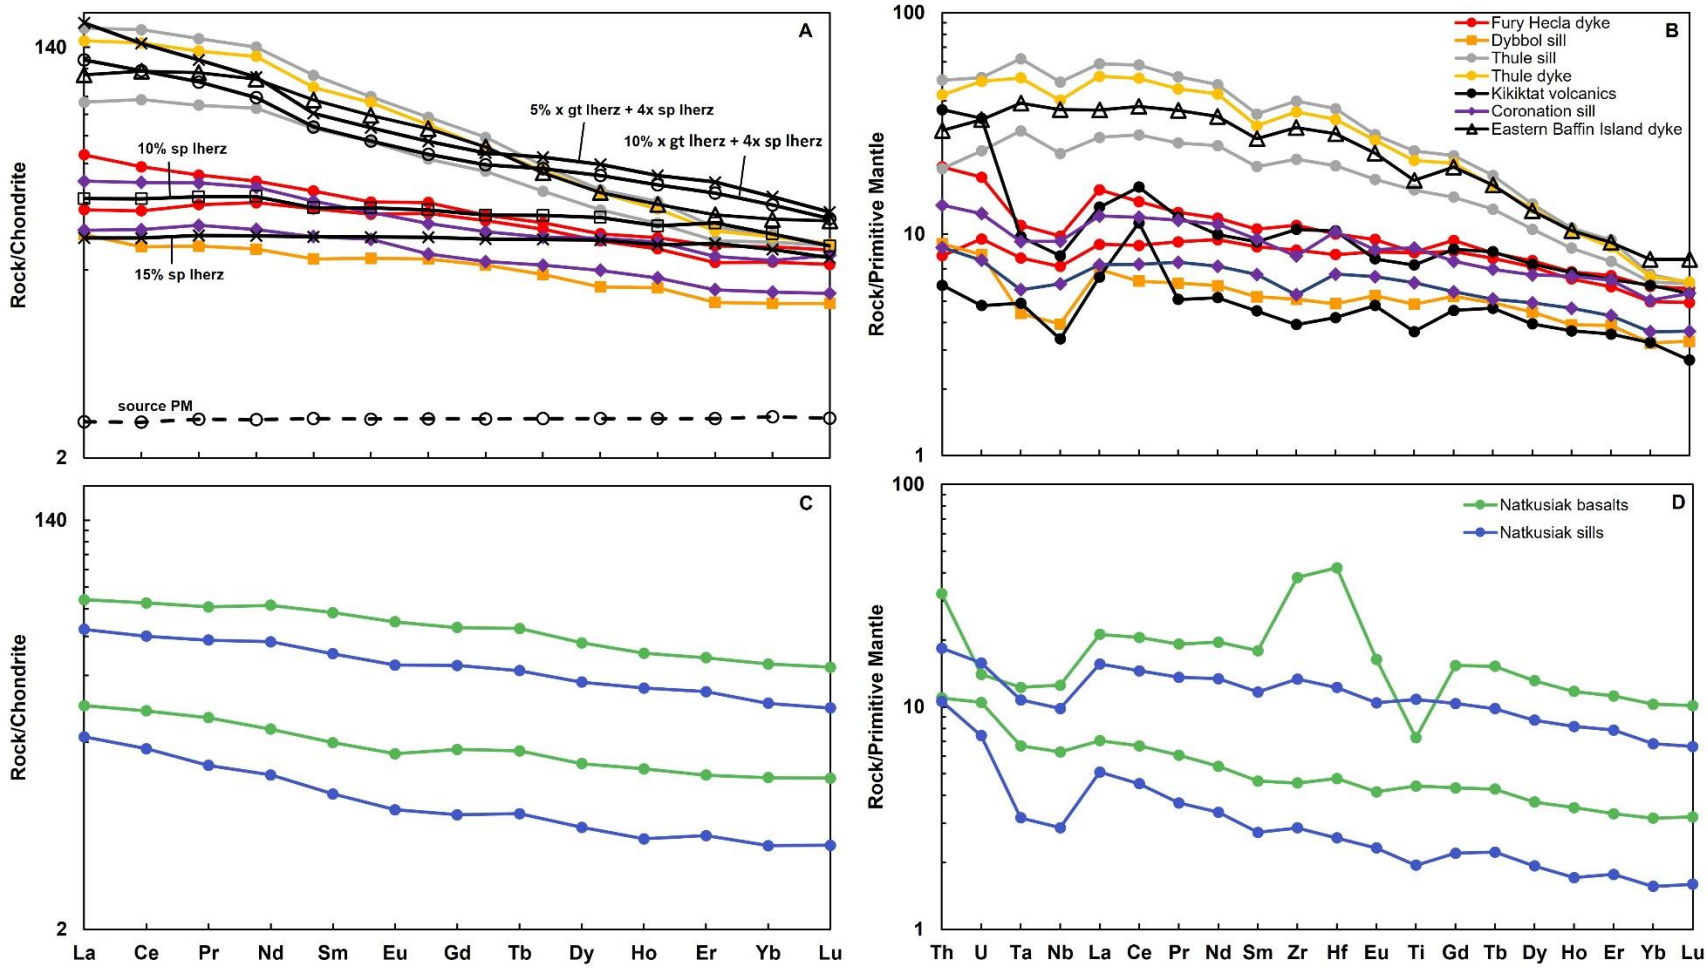 A
140
5% x gt lherz + 4x sp lherz
10% x gt lherz + 4x sp lherz
10% sp lherz
15% sp lherz
source PM
2
Rock/Chondrite
B
100
10
1
Rock/Primitive Mantle
Fury Hecla dyke
Dybbol sill
Thule sill
Thule dyke
Kikiktat volcanics
Coronation sill
Eastern Baffin Island dyke
C
140
2
Rock/Chondrite
La Ce Pr Nd Sm Eu Gd Tb Dy Ho Er Yb Lu
D
100
10
1
Rock/Primitive Mantle
Natkusiak basalts
Natkusiak sills
Th U Ta Nb La Ce Pr Nd Sm Zr Hf Eu Ti Gd Tb Dy Ho Er Yb Lu